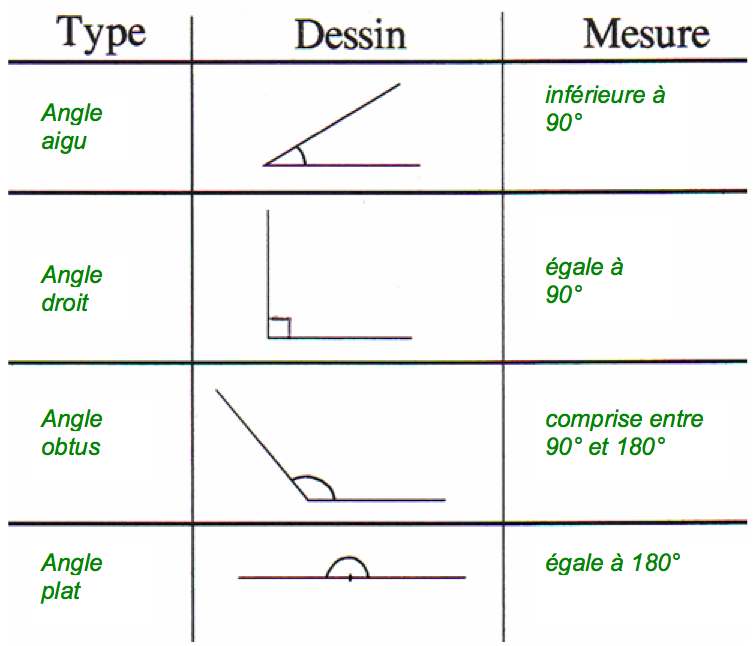 Type Dessin Mesure
Angle
aigu
inférieure à
90°
Angle
droit
égale à
90°
Angle
obtus
comprise entre
90° et 180°
Angle
plat
égale à 180°